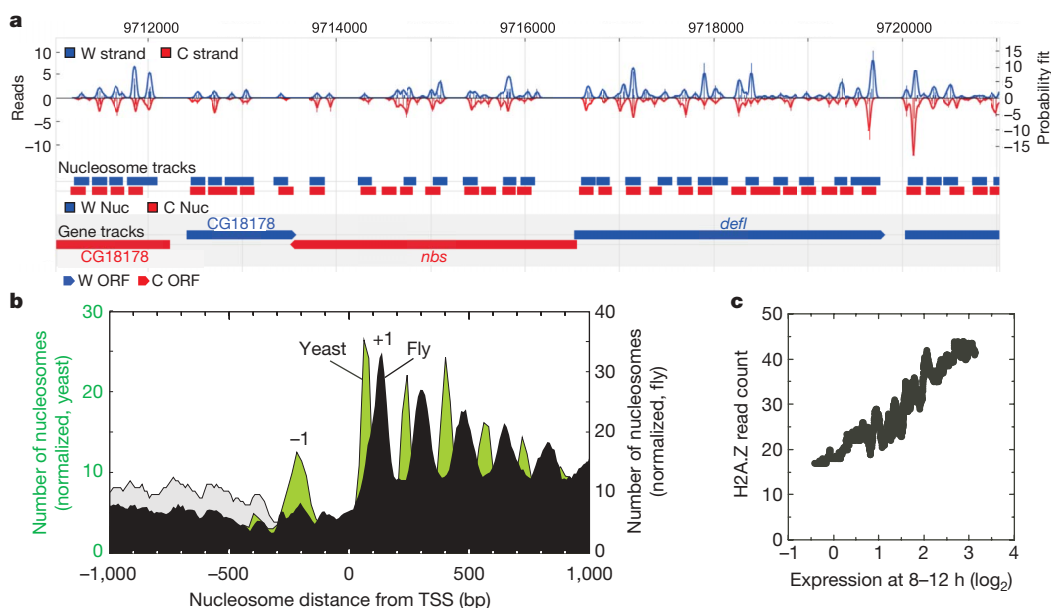 a
9712000 9714000 9716000 9718000 9720000
W strand C strand
10
5
0
−5
−10
Reads
15
10
5
0
−5
−10
−15
Probability fit
Nucleosome tracks
W Nuc C Nuc
CG18178 defl
Gene tracks
CG18178 nbs
W ORF C ORF
b
30
20
10
0
Number of nucleosomes
(normalized, yeast)
40
30
20
10
0
Number of nucleosomes
(normalized, fly)
+1
Yeast Fly
−1
−1,000 −500 0 500 1,000
Nucleosome distance from TSS (bp)
c
50
40
30
20
10
0
H2A.Z read count
−1 0 1 2 3 4
Expression at 8–12 h (log2)